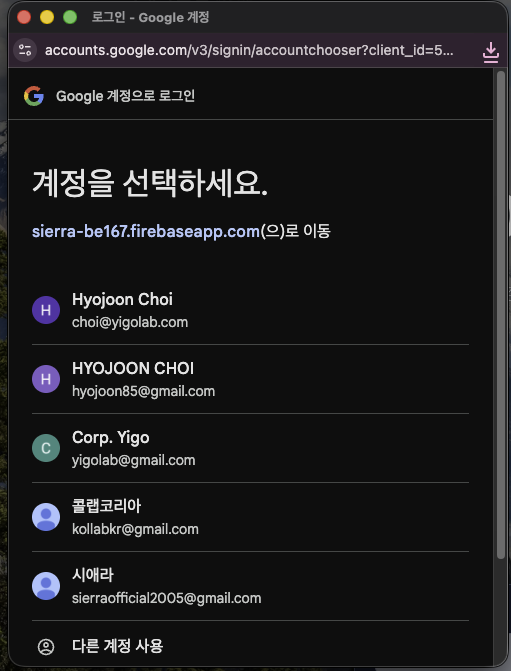 로그인 - Google 계정
accounts.google.com/v3/signin/accountchooser?client_id=5...
Google 계정으로 로그인
계정을 선택하세요.
sierra-be167.firebaseapp.com(으)로 이동
H
Hyojoon Choi
choi@yigolab.com
H
HYOJOON CHOI
hyojoon85@gmail.com
C
Corp. Yigo
yigolab@gmail.com
콜랩코리아
kollabkr@gmail.com
시애라
sierraofficial2005@gmail.com
다른 계정 사용